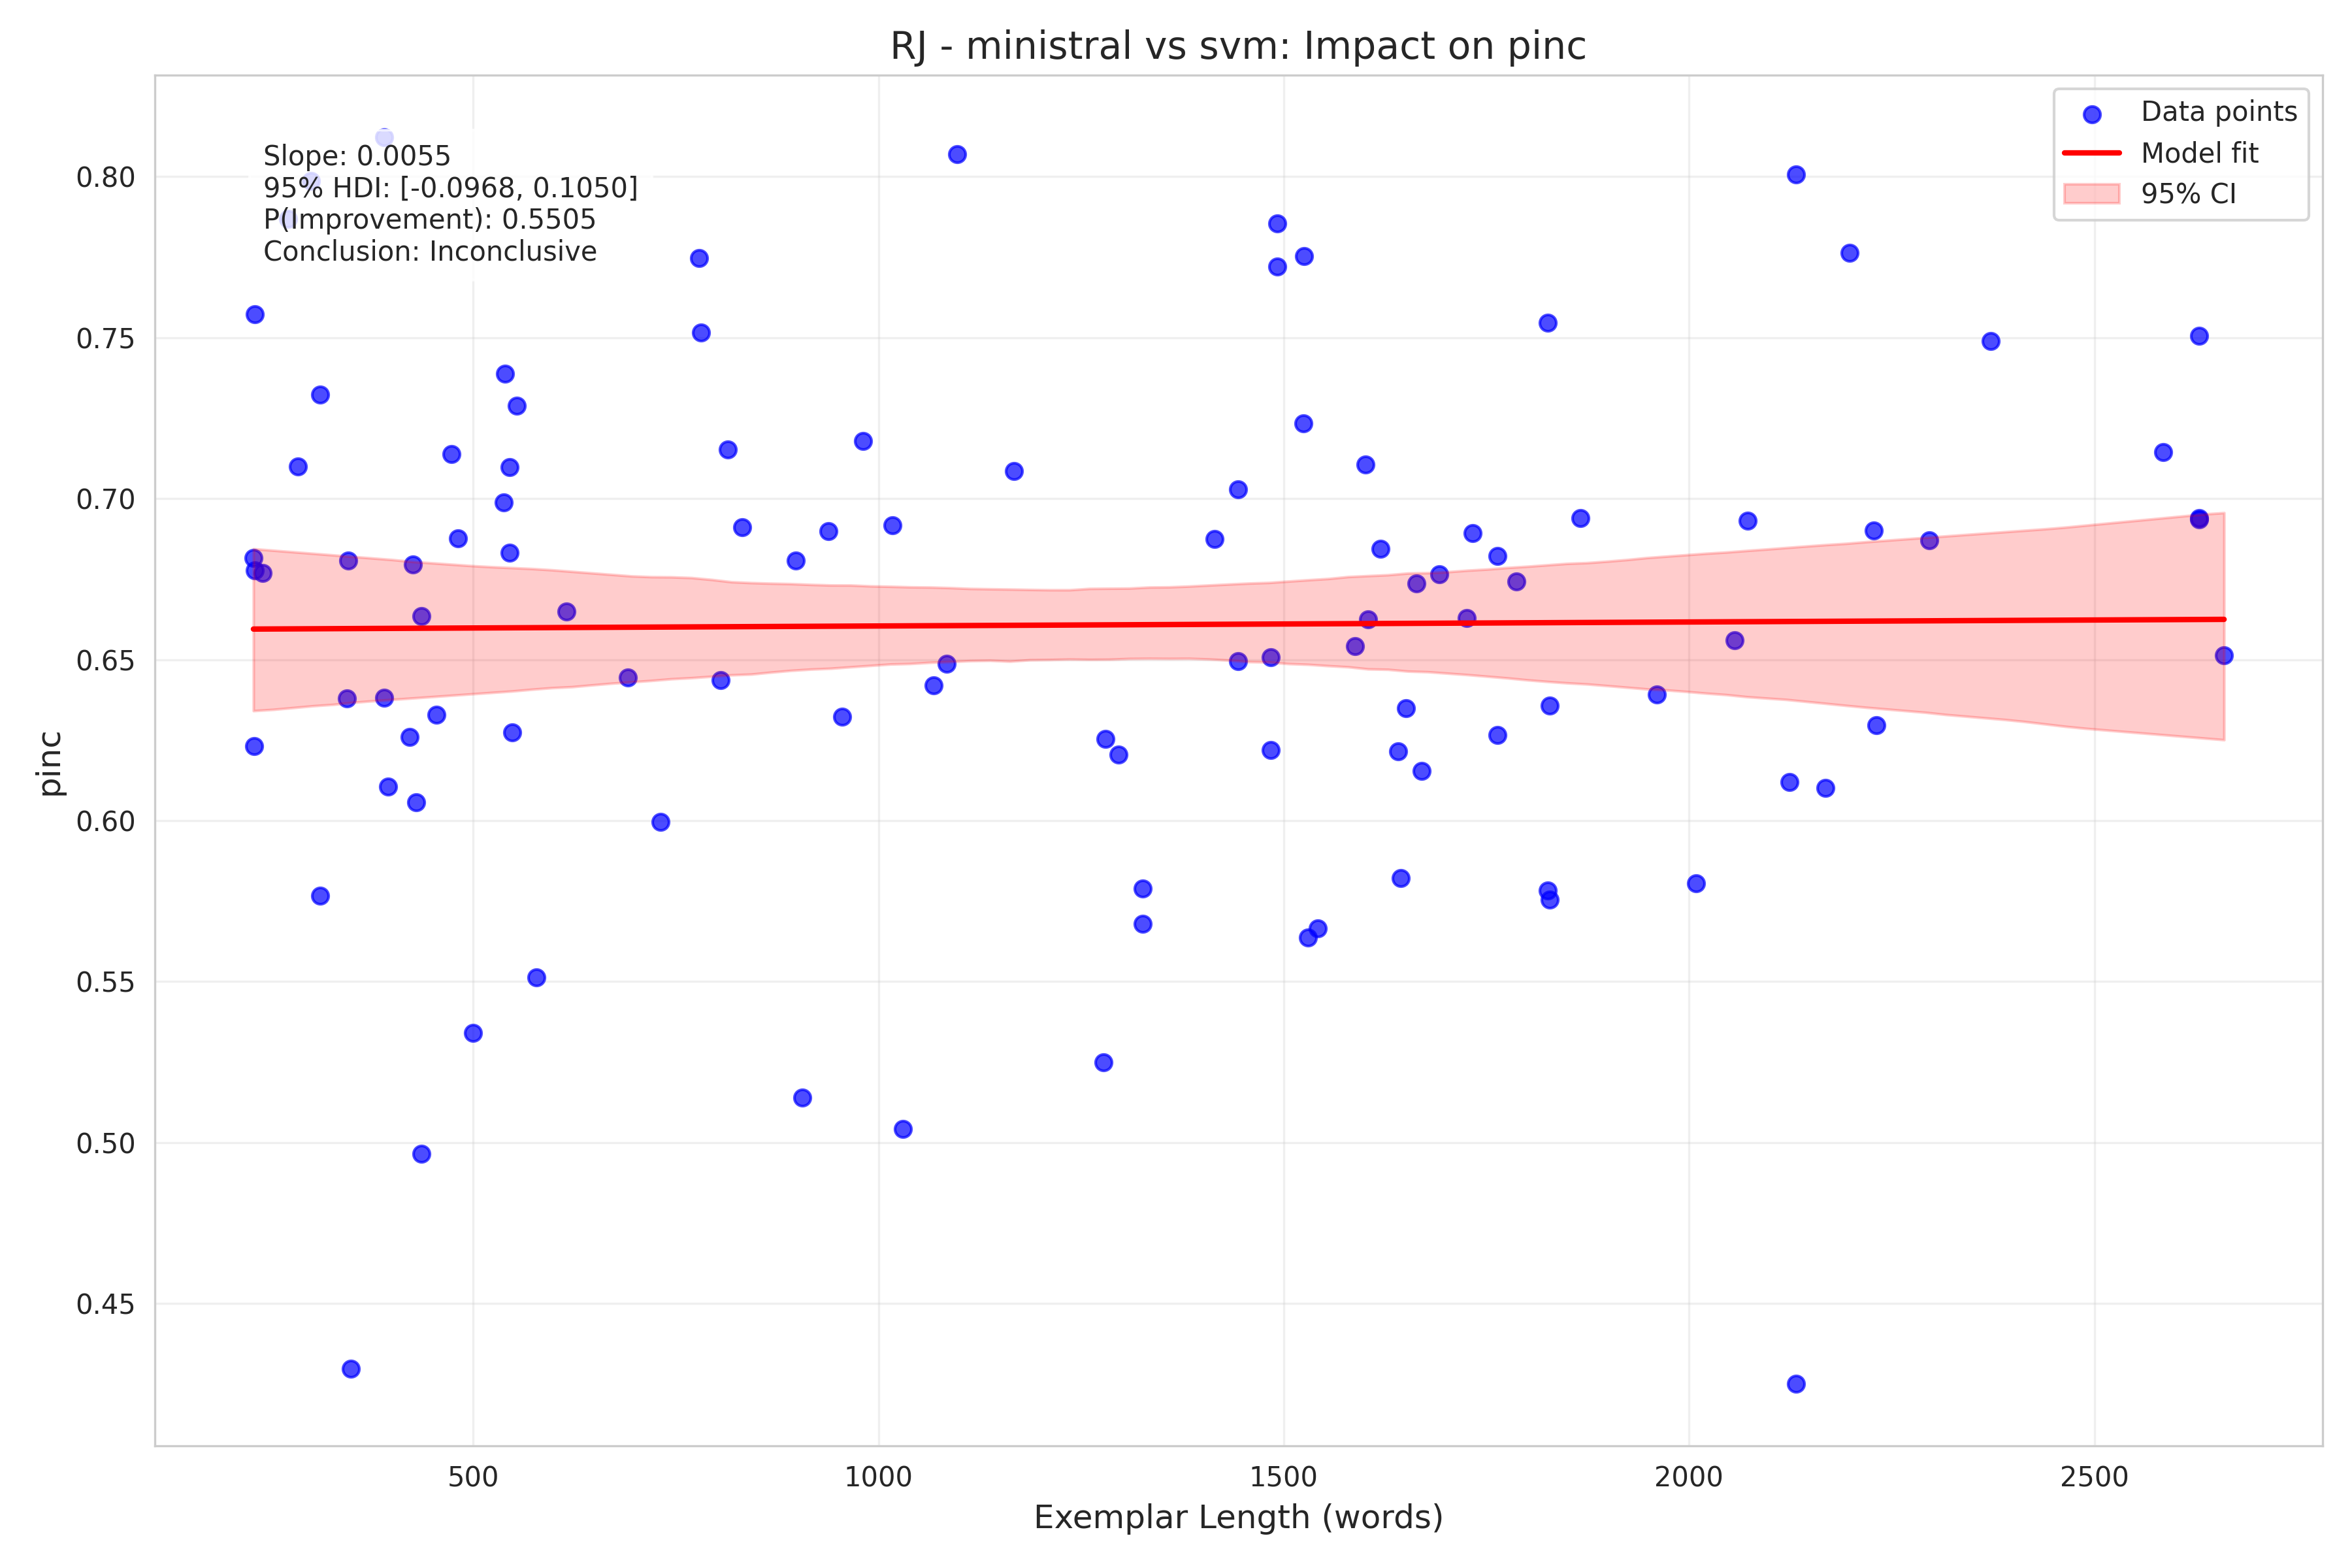 RJ - ministral vs svm: Impact on pinc
Slope: 0.0055
95% HDI: [-0.0968, 0.1050]
P(Improvement): 0.5505
Conclusion: Inconclusive
Data points
Model fit
95% CI
pinc
0.80
0.75
0.70
0.65
0.60
0.55
0.50
0.45
500
1000
1500
2000
2500
Exemplar Length (words)